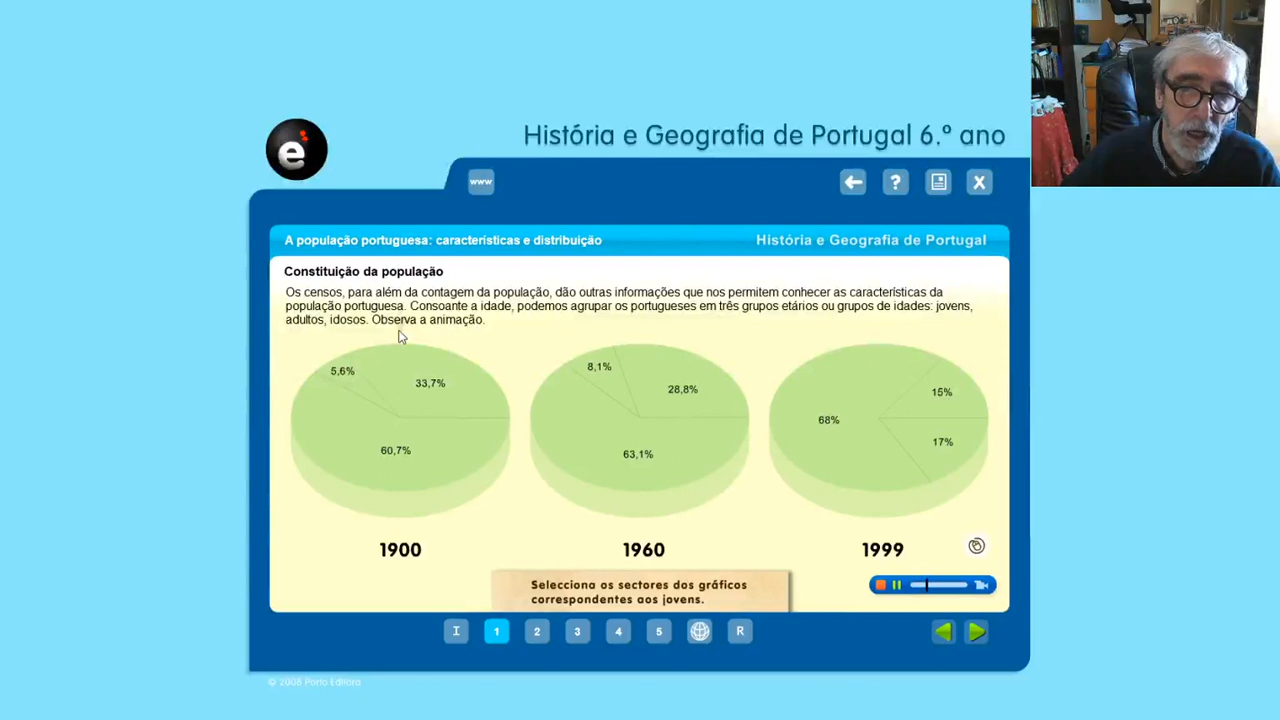 e
História e Geografia de Portugal 6.º ano
www
?
X
A população portuguesa: características e distribuição
História e Geografia de Portugal
Constituição da população
Os censos, para além da contagem da população, dão outras informações que nos permitem conhecer as características da
população portuguesa. Consoante a idade, podemos agrupar os portugueses em três grupos etários ou grupos de idades: jovens,
adultos, idosos. Observa a animação.
5,6%
33,7%
60,7%
8,1%
28,8%
63,1%
68%
15%
17%
1900
1960
1999
Selecciona os sectores dos gráficos
correspondentes aos jovens.
I 1 2 3 4 5 R
© 2008 Porto Editora